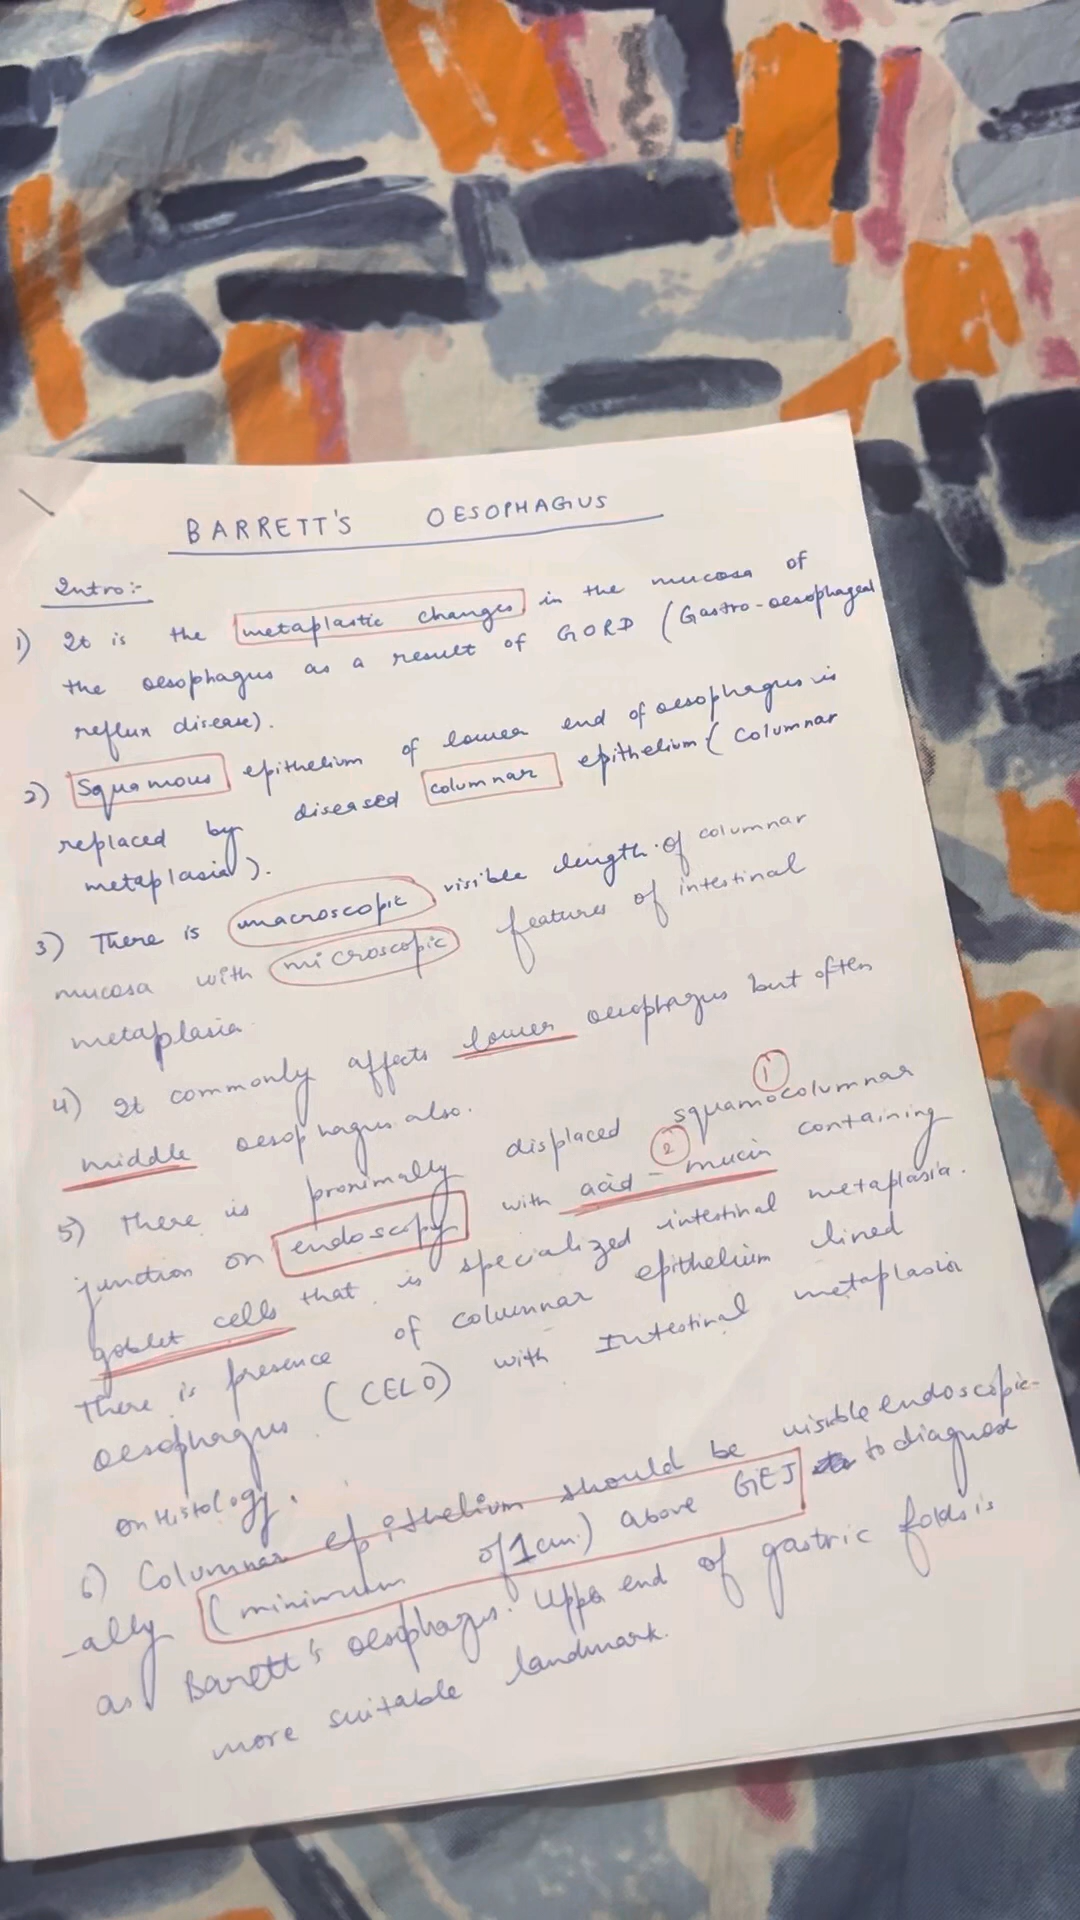 BARRETT'S OESOPHAGUS
Intro:-
1) It is the metaplastic changes in the mucosa of
the oesophagus as a result of GORD (Gastro-oesophageal
reflux disease).
2) Squamous epithelium of lower end of oesophagus is
replaced by diseased columnar epithelium (Columnar
metaplasia).
3) There is macroscopic visible length of columnar
mucosa with microscopic features of intestinal
metaplasia
4) It commonly affects lower oesophagus but often
middle oesophagus also.
5) There is proximally displaced squamocolumnar ①
junction on endoscopy with acid - mucin ② containing
goblet cells that is specialized intestinal metaplasia.
There is presence of columnar epithelium lined
oesophagus (CELO) with Intestinal metaplasia
on Histology.
6) Columnar epithelium should be visible endoscopic-
-ally (minimum of 1cm.) above GEJ to diagnose
as Barett's oesophagus. Upper end of gastric folds is
more suitable landmark.